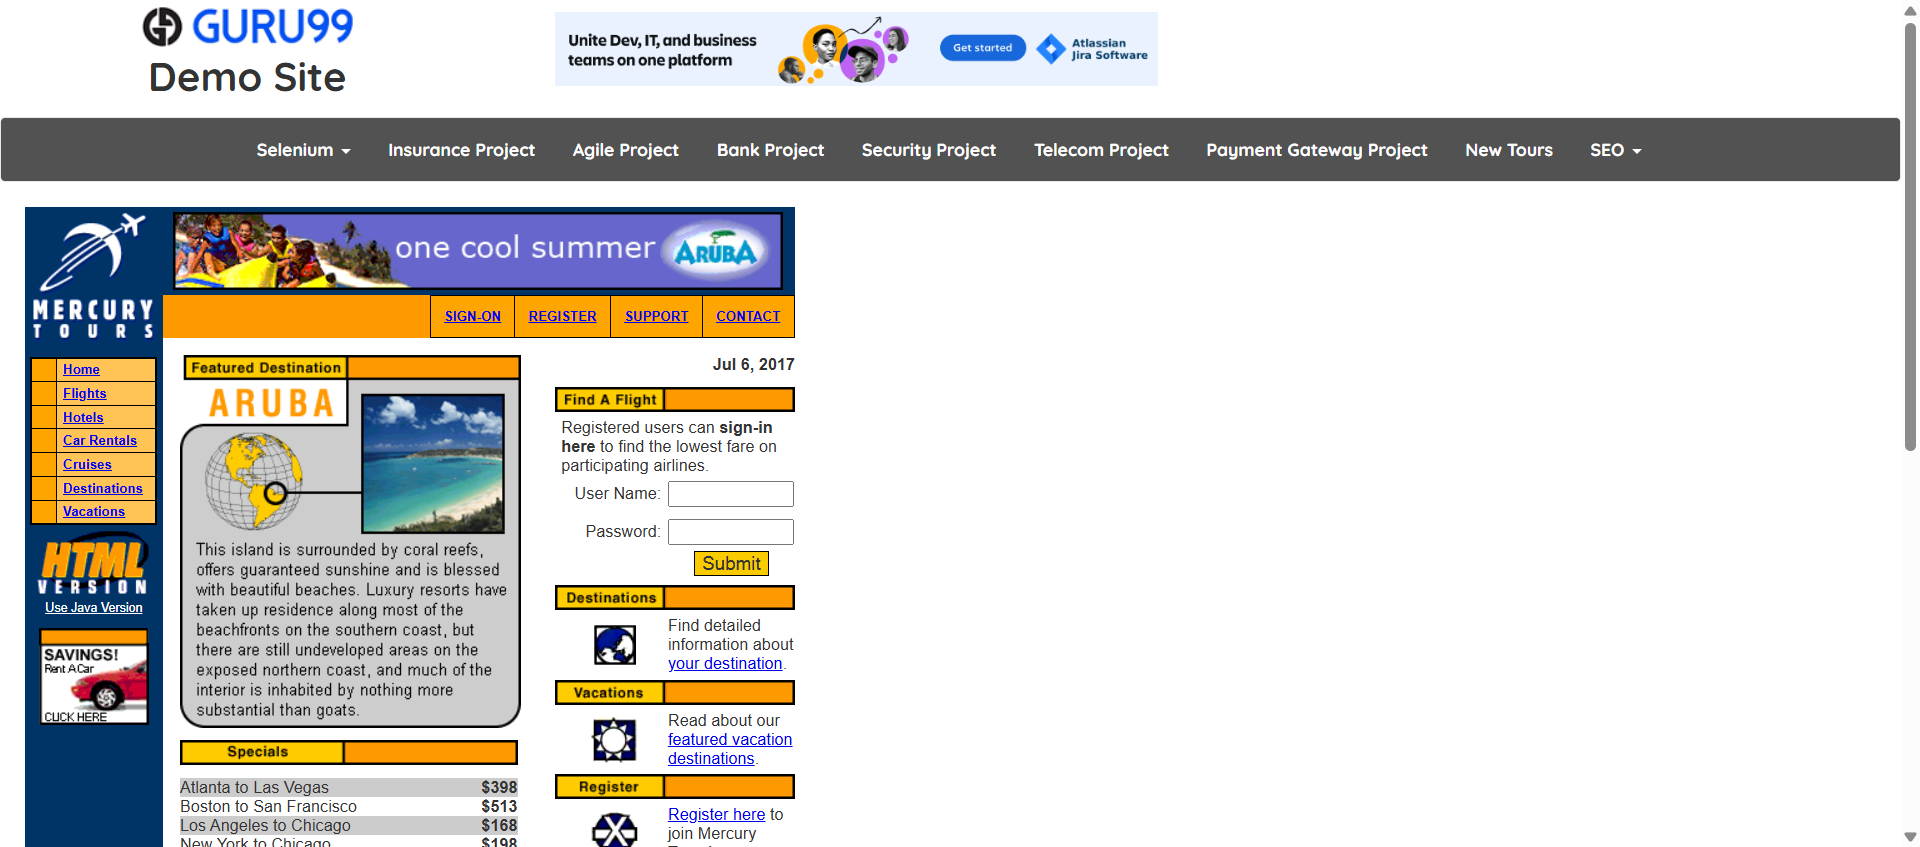 GURU99
Demo Site
Unite Dev, IT, and business
teams on one platform
Get started
Atlassian
Jira Software
Selenium
Insurance Project
Agile Project
Bank Project
Security Project
Telecom Project
Payment Gateway Project
New Tours
SEO
MERCURY
TOURS
one cool summer
ARUBA
SIGN-ON
REGISTER
SUPPORT
CONTACT
Home
Flights
Hotels
Car Rentals
Cruises
Destinations
Vacations
HTML
VERSION
Use Java Version
SAVINGS!
Rent A Car
CLICK HERE
Featured Destination
ARUBA
This island is surrounded by coral reefs,
offers guaranteed sunshine and is blessed
with beautiful beaches. Luxury resorts have
taken up residence along most of the
beachfronts on the southern coast, but
there are still undeveloped areas on the
exposed northern coast, and much of the
interior is inhabited by nothing more
substantial than goats.
Specials
Atlanta to Las Vegas $398
Boston to San Francisco $513
Los Angeles to Chicago $168
New York to Chicago $198
Jul 6, 2017
Find A Flight
Registered users can sign-in
here to find the lowest fare on
participating airlines.
User Name:
Password:
Submit
Destinations
Find detailed
information about
your destination.
Vacations
Read about our
featured vacation
destinations.
Register
Register here to
join Mercury